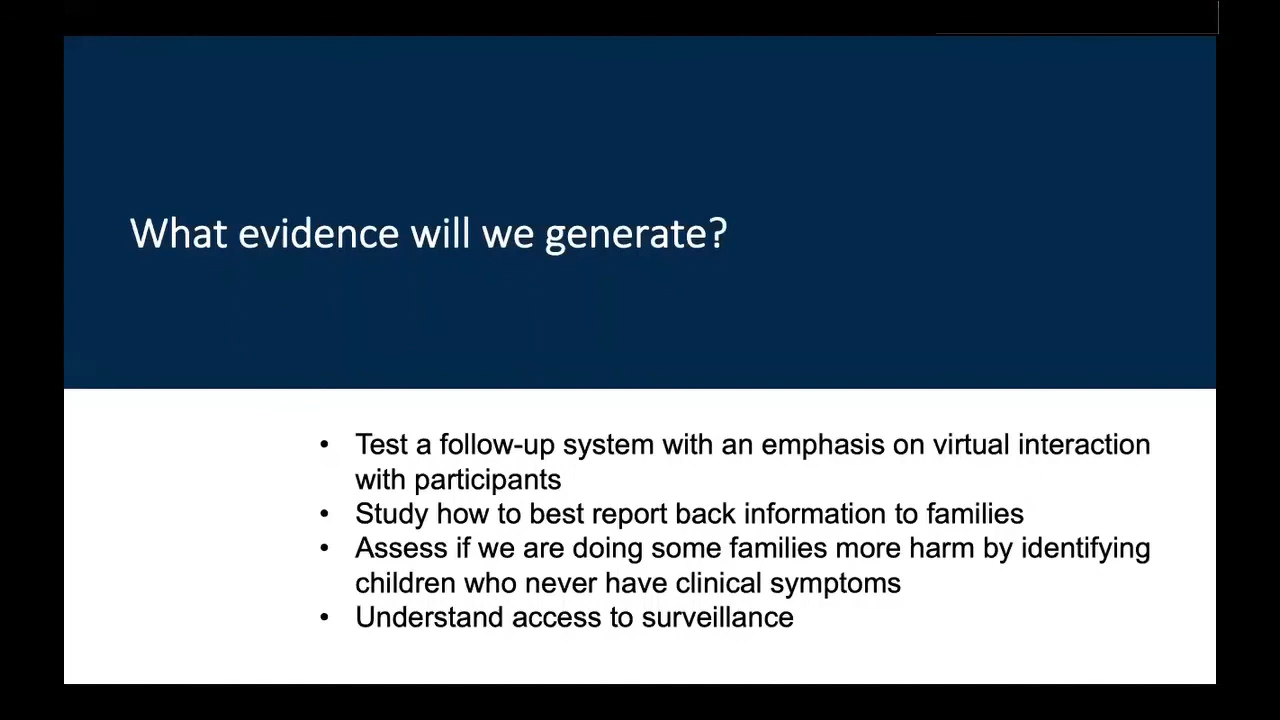 What evidence will we generate?
• Test a follow-up system with an emphasis on virtual interaction
with participants
• Study how to best report back information to families
• Assess if we are doing some families more harm by identifying
children who never have clinical symptoms
• Understand access to surveillance